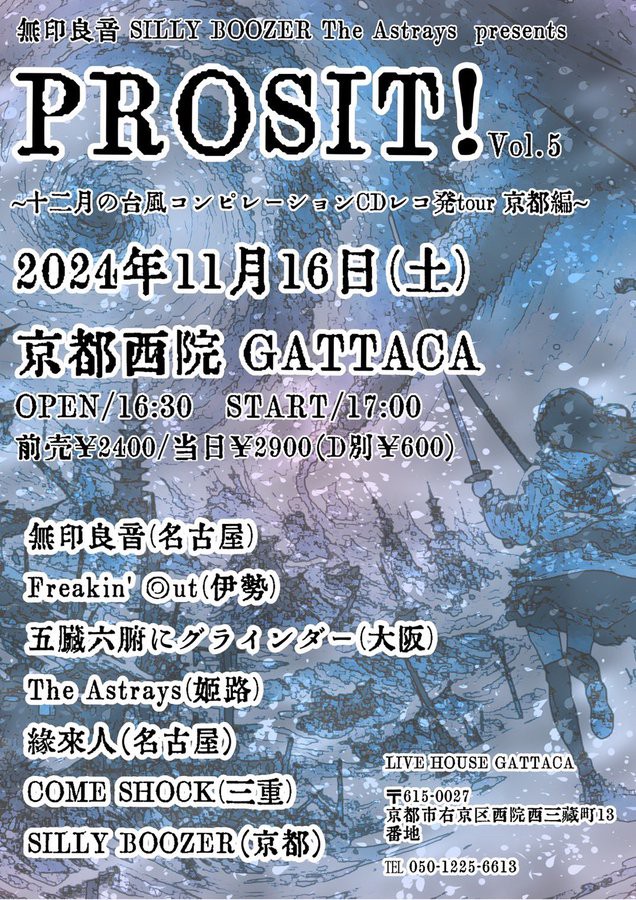 無印良音 SILLY BOOZER The Astrays presents
PROSIT! Vol.5
~十二月の台風コンピレーションCDレコ発tour 京都編~
2024年11月16日(土)
京都西院 GATTACA
OPEN/16:30 START/17:00
前売¥2400/当日¥2900(D別¥600)
無印良音(名古屋)
Freakin' ◎ut(伊勢)
五臓六腑にグラインダー(大阪)
The Astrays(姫路)
緣來人(名古屋)
COME SHOCK(三重)
SILLY BOOZER(京都)
LIVE HOUSE GATTACA
〒615-0027
京都市右京区西院西三蔵町13
番地
TEL 050-1225-6613